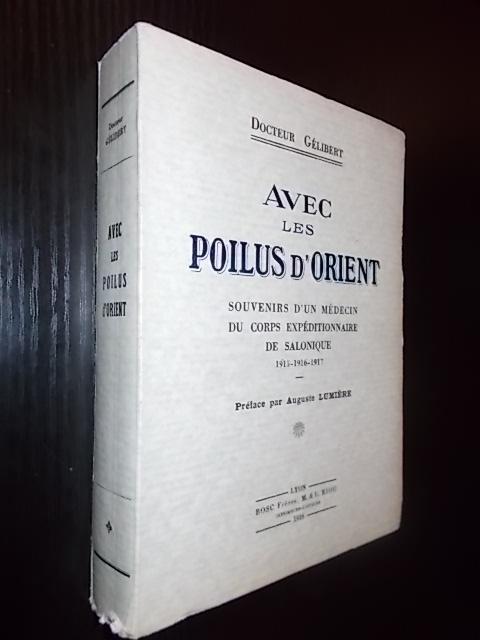 Docteur
GÉLIBERT
AVEC
LES
POILUS
D'ORIENT
DOCTEUR GÉLIBERT
AVEC
LES
POILUS D'ORIENT
SOUVENIRS D'UN MÉDECIN
DU CORPS EXPÉDITIONNAIRE
DE SALONIQUE
1915-1916-1917
Préface par Auguste LUMIÈRE
LYON
BOSC Frères, M. & L. RIOU